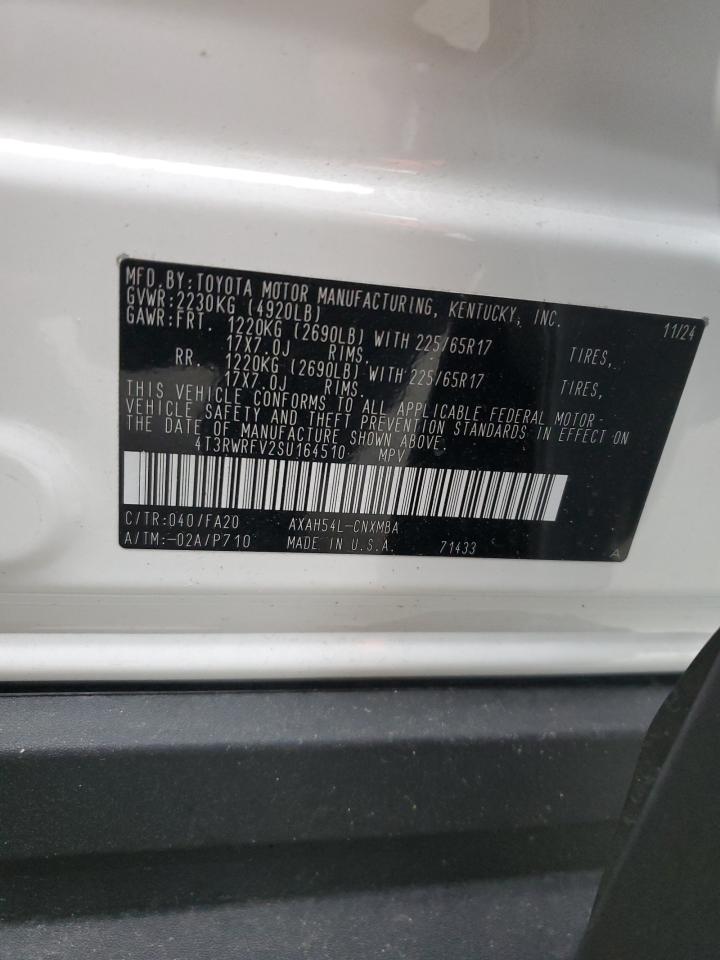 MFD.BY:TOYOTA MOTOR MANUFACTURING, KENTUCKY, INC. 11/24
GVWR:2230KG (4920LB)
GAWR:FRT. 1220KG (2690LB) WITH 225/65R17 TIRES,
17X7.0J RIMS.
RR. 1220KG (2690LB) WITH 225/65R17 TIRES,
17X7.0J RIMS.
THIS VEHICLE CONFORMS TO ALL APPLICABLE FEDERAL MOTOR-
VEHICLE SAFETY AND THEFT PREVENTION STANDARDS IN EFFECT ON
THE DATE OF MANUFACTURE SHOWN ABOVE.
4T3RWRFV2SU164510 MPV
C/TR:040/FA20 AXAH54L-CNXMBA
A/TM:-02A/P710 MADE IN U.S.A. 71433 A